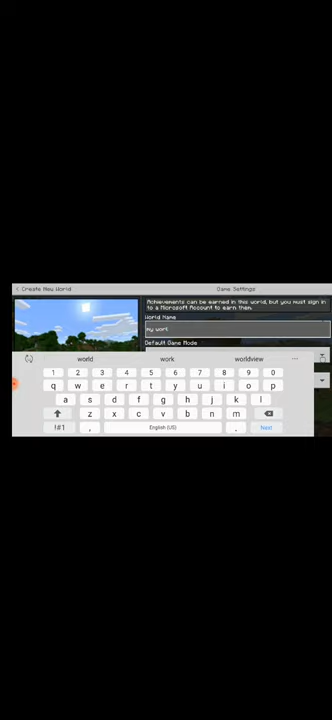 < Create New World
Game Settings
Achievements can be earned in this world, but you must sign in
to a Microsoft Account to earn them.
World Name
my worl
Default Game Mode
world work worldview ...
1 2 3 4 5 6 7 8 9 0
q w e r t y u i o p
a s d f g h j k l
z x c v b n m
!#1 , English (US) . Next